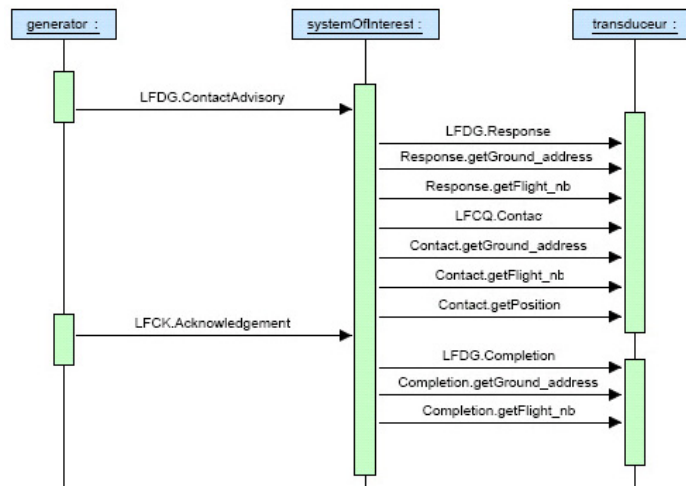 generator :
systemOfInterest :
transduceur :
LFDG.ContactAdvisory
LFDG.Response
Response.getGround_address
Response.getFlight_nb
LFCQ.Contac
Contact.getGround_address
Contact.getFlight_nb
Contact.getPosition
LFCK.Acknowledgement
LFDG.Completion
Completion.getGround_address
Completion.getFlight_nb